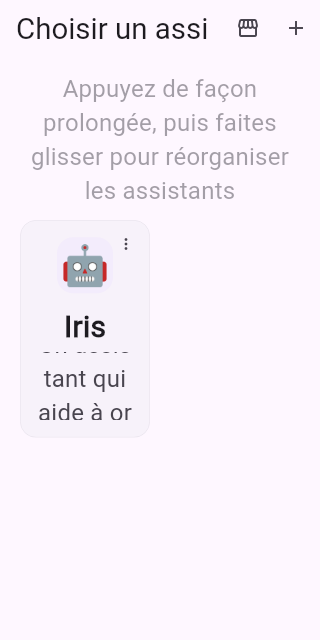 Choisir un assi
Appuyez de façon
prolongée, puis faites
glisser pour réorganiser
les assistants
Iris
tant qui
aide à or